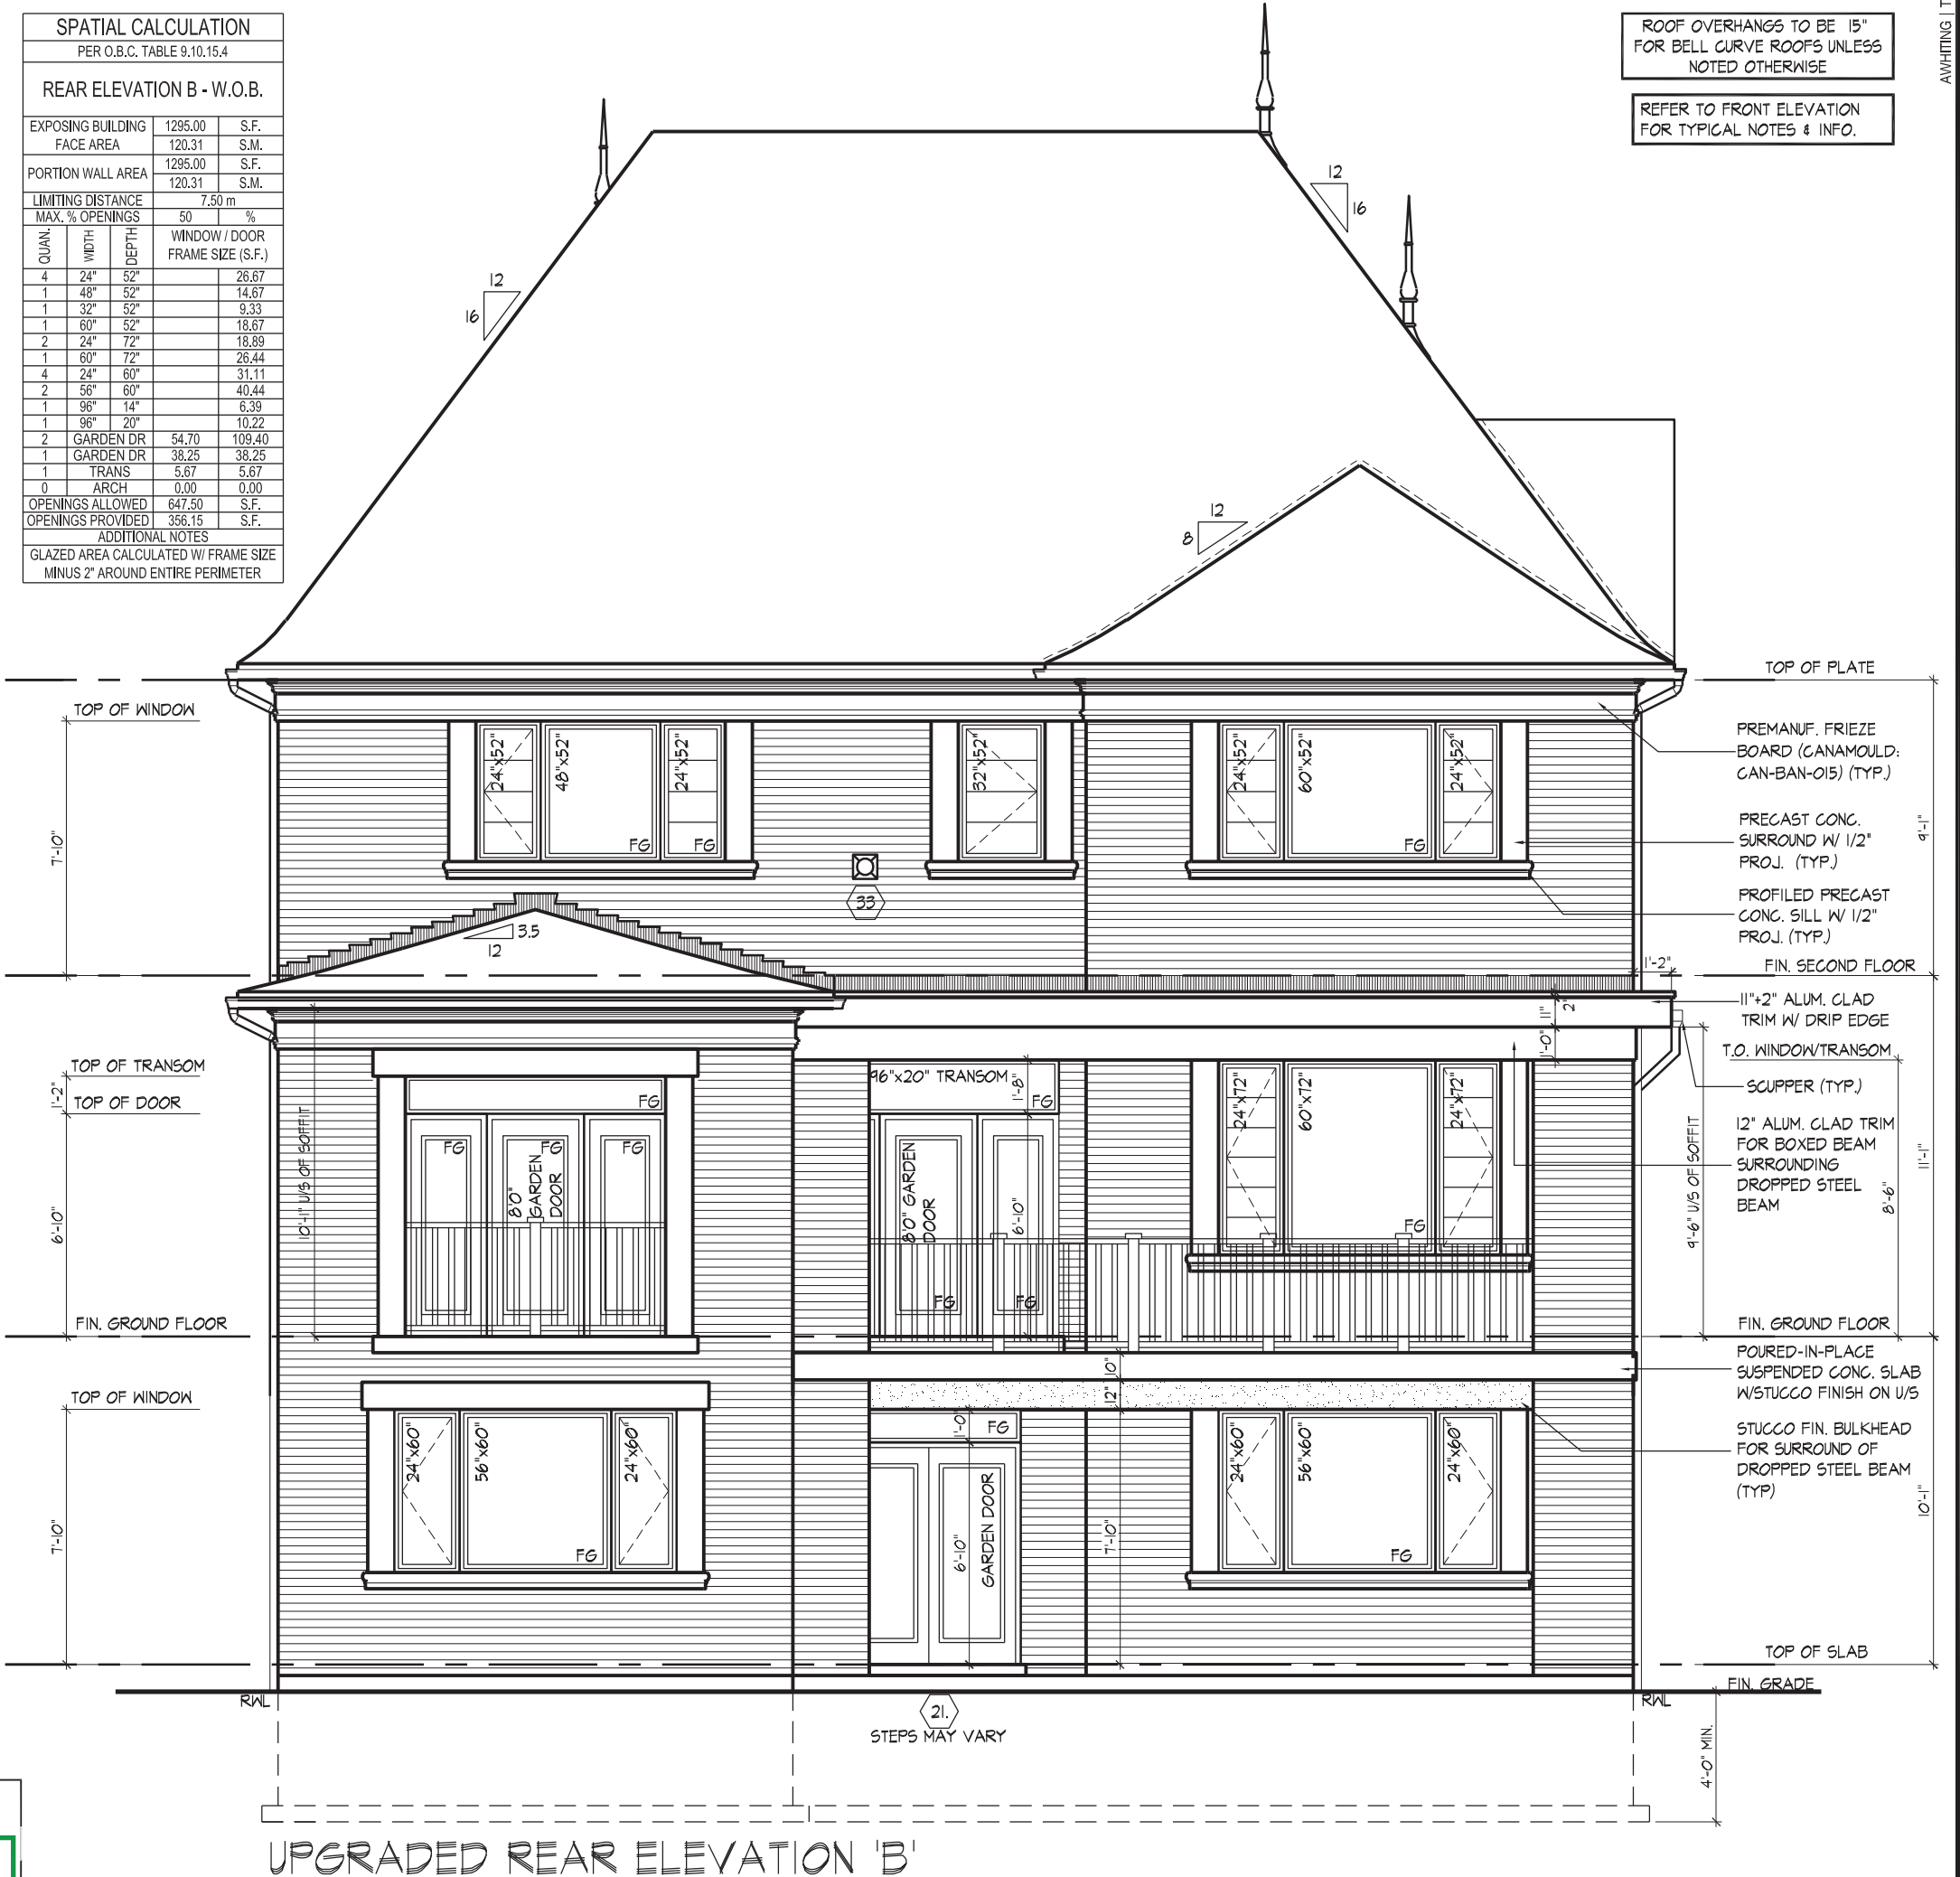 SPATIAL CALCULATION
PER O.B.C. TABLE 9.10.15.4
REAR ELEVATION B - W.O.B.
EXPOSING BUILDING FACE AREA 1295.00 S.F.
120.31 S.M.
PORTION WALL AREA 1295.00 S.F.
120.31 S.M.
LIMITING DISTANCE 7.50 m
MAX. % OPENINGS 50 %
QUAN. WIDTH DEPTH WINDOW / DOOR
FRAME SIZE (S.F.)
4 24" 52" 26.67
1 48" 52" 14.67
1 32" 52" 9.33
1 60" 52" 18.67
2 24" 72" 18.89
1 60" 72" 26.44
4 24" 60" 31.11
2 56" 60" 40.44
1 96" 14" 6.39
1 96" 20" 10.22
2 GARDEN DR 54.70 109.40
1 GARDEN DR 38.25 38.25
1 TRANS 5.67 5.67
0 ARCH 0.00 0.00
OPENINGS ALLOWED 647.50 S.F.
OPENINGS PROVIDED 356.15 S.F.
ADDITIONAL NOTES
GLAZED AREA CALCULATED W/ FRAME SIZE
MINUS 2" AROUND ENTIRE PERIMETER
ROOF OVERHANGS TO BE 15"
FOR BELL CURVE ROOFS UNLESS
NOTED OTHERWISE
REFER TO FRONT ELEVATION
FOR TYPICAL NOTES & INFO.
AWHITING
12
16
12
16
12
8
TOP OF PLATE
TOP OF WINDOW
7'-10"
24"x52"
48"x52"
FG
24"x52"
FG
32"x52"
24"x52"
60"x52"
FG
24"x52"
33
PREMANUF. FRIEZE
BOARD (CANAMOULD:
CAN-BAN-015) (TYP.)
9'-1"
PRECAST CONC.
SURROUND W/ 1/2"
PROJ. (TYP.)
PROFILED PRECAST
CONC. SILL W/ 1/2"
PROJ. (TYP.)
3.5
12
1'-2"
FIN. SECOND FLOOR
11"+2" ALUM. CLAD
TRIM W/ DRIP EDGE
2"
11"
1'-0"
T.O. WINDOW/TRANSOM
SCUPPER (TYP.)
12" ALUM. CLAD TRIM
FOR BOXED BEAM
SURROUNDING
DROPPED STEEL
BEAM
11'-1"
8'-6"
9'-6" U/S OF SOFFIT
TOP OF TRANSOM
1'-2"
TOP OF DOOR
6'-10"
10'-1" U/S OF SOFFIT
FG
FG
FG
FG
8'0"
GARDEN
DOOR
96"x20" TRANSOM
1'-8"
FG
8'0" GARDEN
DOOR
6'-10"
FG
FG
24"x72"
60"x72"
FG
24"x72"
FIN. GROUND FLOOR
FIN. GROUND FLOOR
POURED-IN-PLACE
SUSPENDED CONC. SLAB
W/STUCCO FINISH ON U/S
STUCCO FIN. BULKHEAD
FOR SURROUND OF
DROPPED STEEL BEAM
(TYP)
10'-1"
TOP OF WINDOW
7'-10"
24"x60"
56"x60"
FG
24"x60"
10"
12"
1'-0"
FG
6'-10"
GARDEN DOOR
7'-10"
24"x60"
56"x60"
FG
24"x60"
TOP OF SLAB
FIN. GRADE
RWL
RWL
21.
STEPS MAY VARY
4'-0" MIN.
UPGRADED REAR ELEVATION 'B'